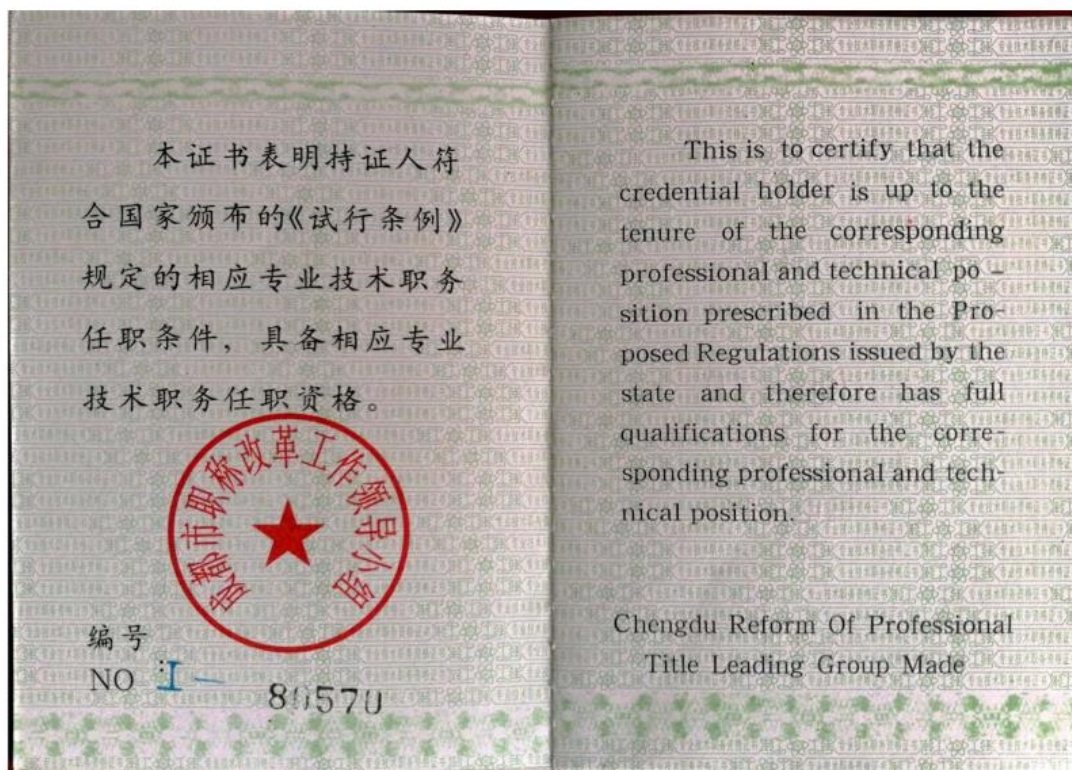 本证书表明持证人符
合国家颁布的《试行条例》
规定的相应专业技术职务
任职条件，具备相应专业
技术职务任职资格。
成都市职称改革工作领导小组
编号
NO : I — 80570
This is to certify that the
credential holder is up to the
tenure of the corresponding
professional and technical po –
sition prescribed in the Pro-
posed Regulations issued by the
state and therefore has full
qualifications for the corre-
sponding professional and tech-
nical position.
Chengdu Reform Of Professional
Title Leading Group Made